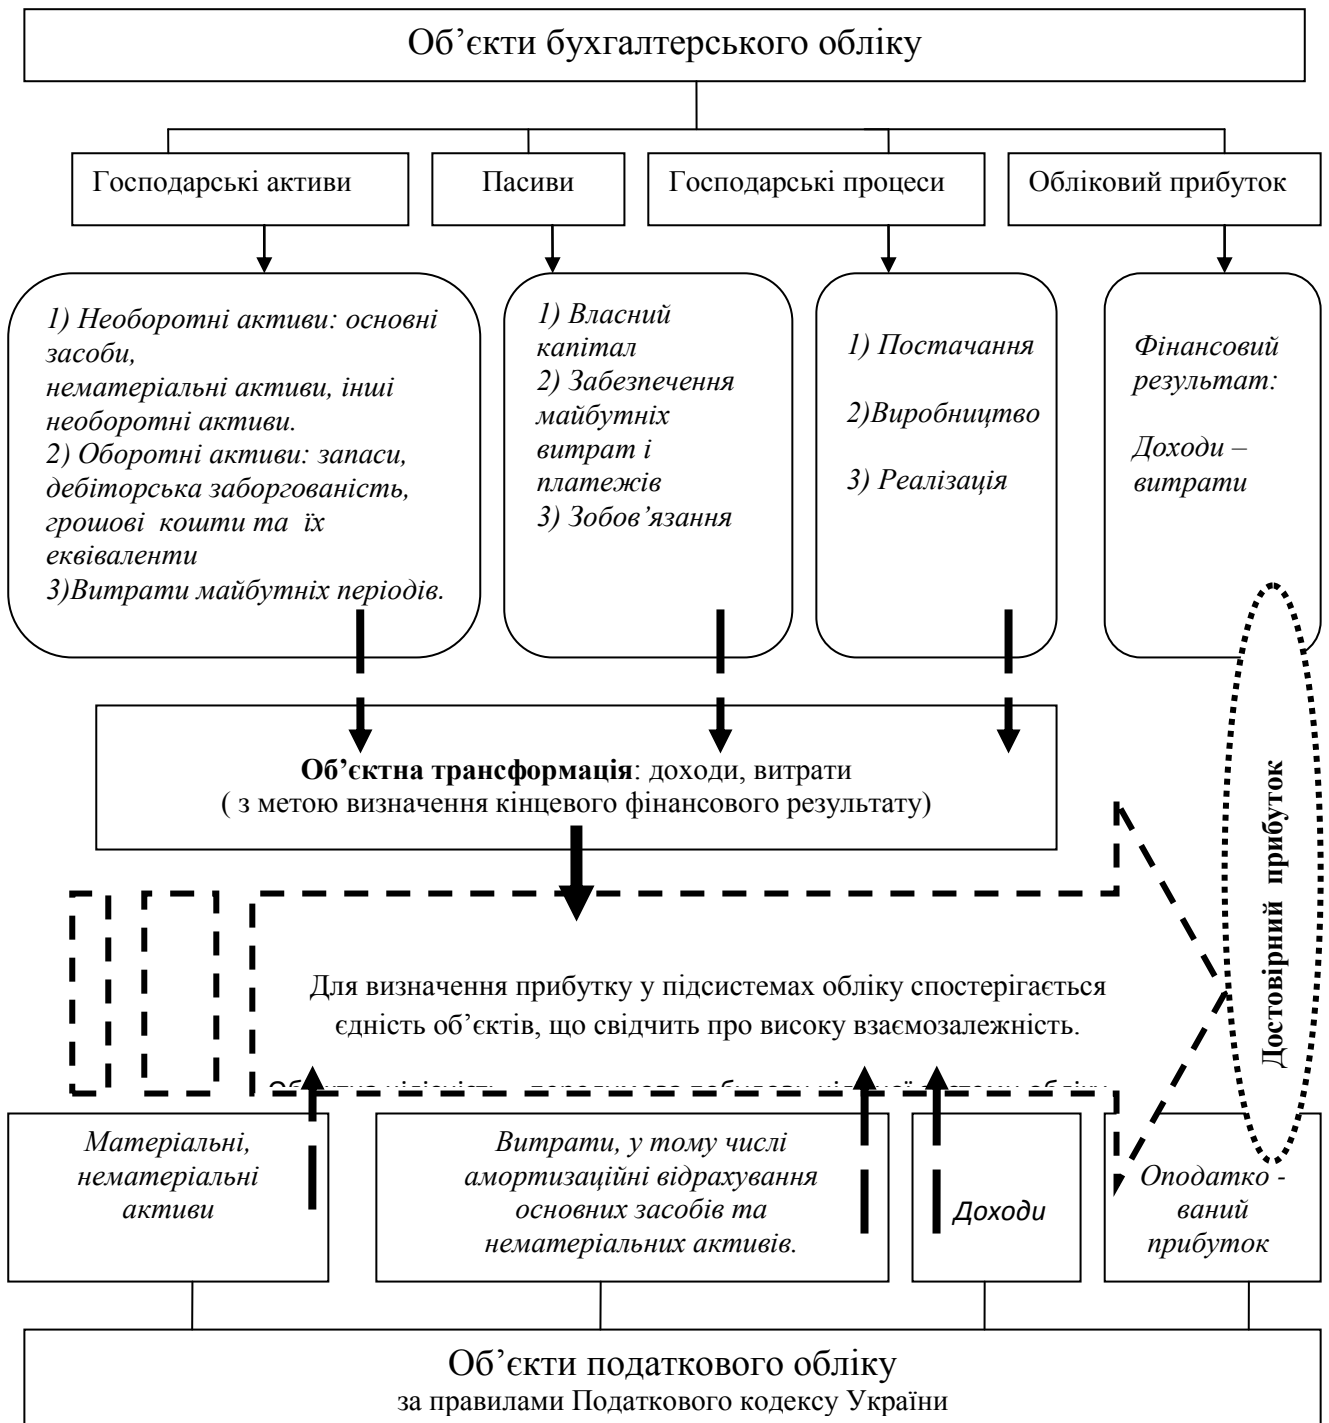 Об’єкти бухгалтерського обліку
Господарські активи
Пасиви
Господарські процеси
Обліковий прибуток
1) Необоротні активи: основні
засоби,
нематеріальні активи, інші
необоротні активи.
2) Оборотні активи: запаси,
дебіторська заборгованість,
грошові кошти та їх
еквіваленти
3)Витрати майбутніх періодів.
1) Власний
капітал
2) Забезпечення
майбутніх
витрат і
платежів
3) Зобов’язання
1) Постачання
2)Виробництво
3) Реалізація
Фінансовий
результат:
Доходи –
витрати
Об’єктна трансформація: доходи, витрати
( з метою визначення кінцевого фінансового результату)
Достовірний прибуток
Для визначення прибутку у підсистемах обліку спостерігається
єдність об’єктів, що свідчить про високу взаємозалежність.
Матеріальні,
нематеріальні
активи
Витрати, у тому числі
амортизаційні відрахування
основних засобів та
нематеріальних активів.
Доходи
Оподатко -
ваний
прибуток
Об’єкти податкового обліку
за правилами Податкового кодексу України